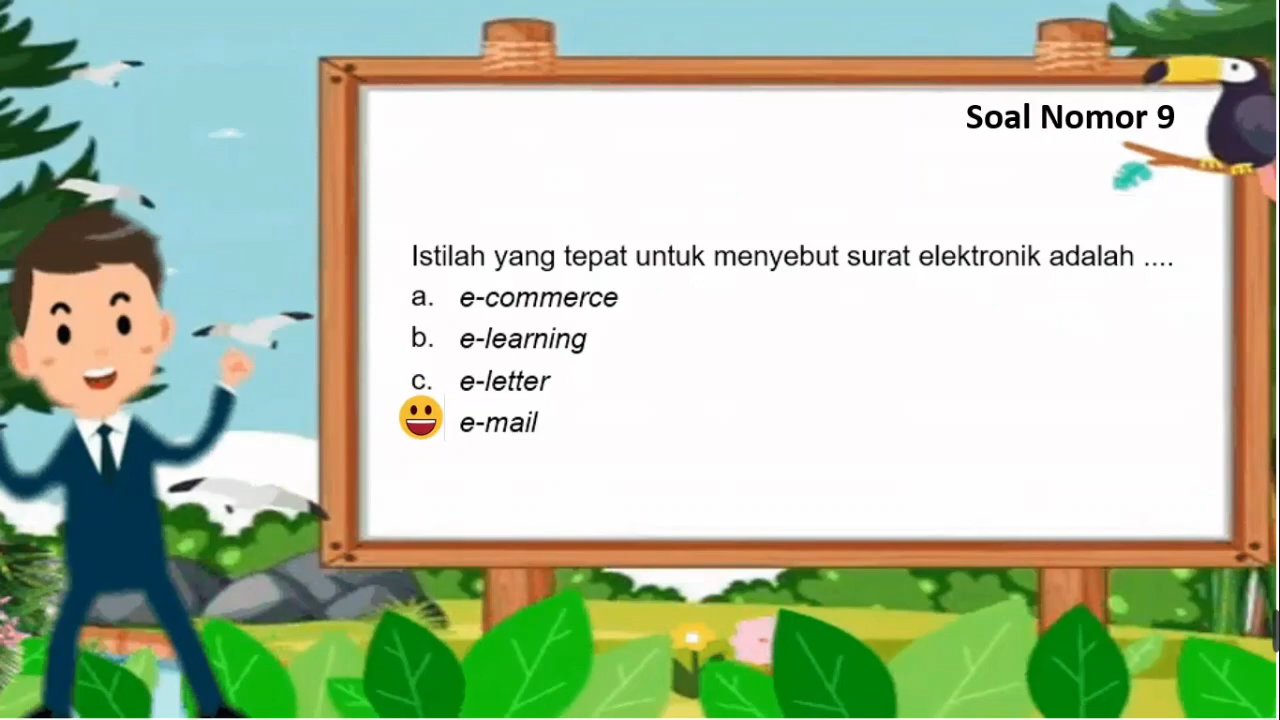 Soal Nomor 9
Istilah yang tepat untuk menyebut surat elektronik adalah ....
a. e-commerce
b. e-learning
c. e-letter
e-mail